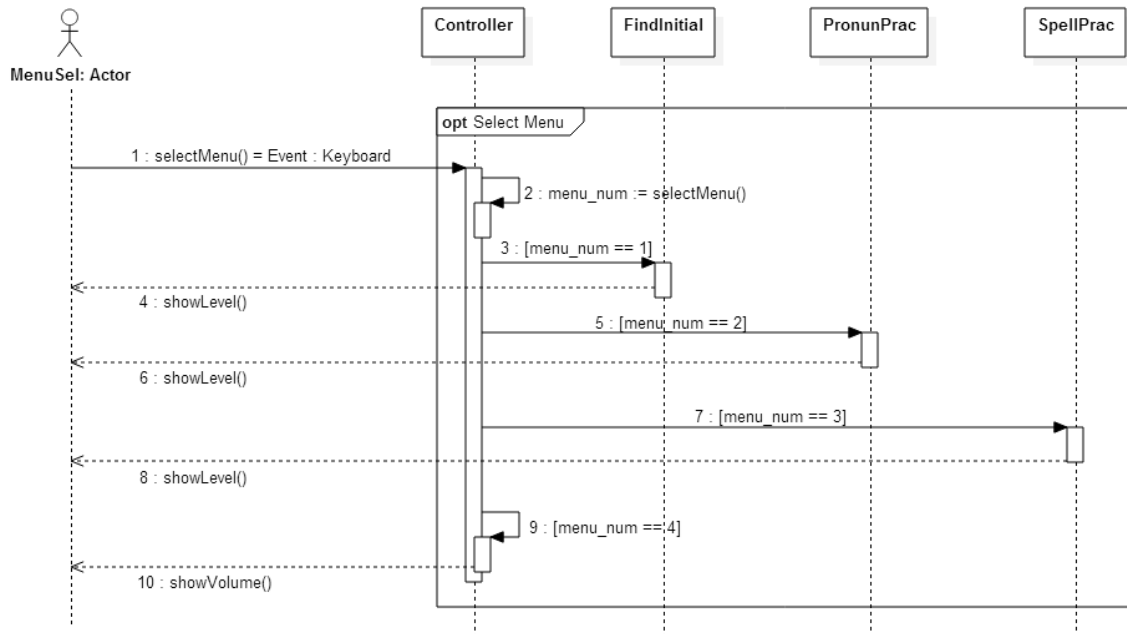 MenuSel: Actor
Controller
FindInitial
PronunPrac
SpellPrac
opt Select Menu
1 : selectMenu() = Event : Keyboard
2 : menu_num := selectMenu()
3 : [menu_num == 1]
4 : showLevel()
5 : [menu_num == 2]
6 : showLevel()
7 : [menu_num == 3]
8 : showLevel()
9 : [menu_num == 4]
10 : showVolume()